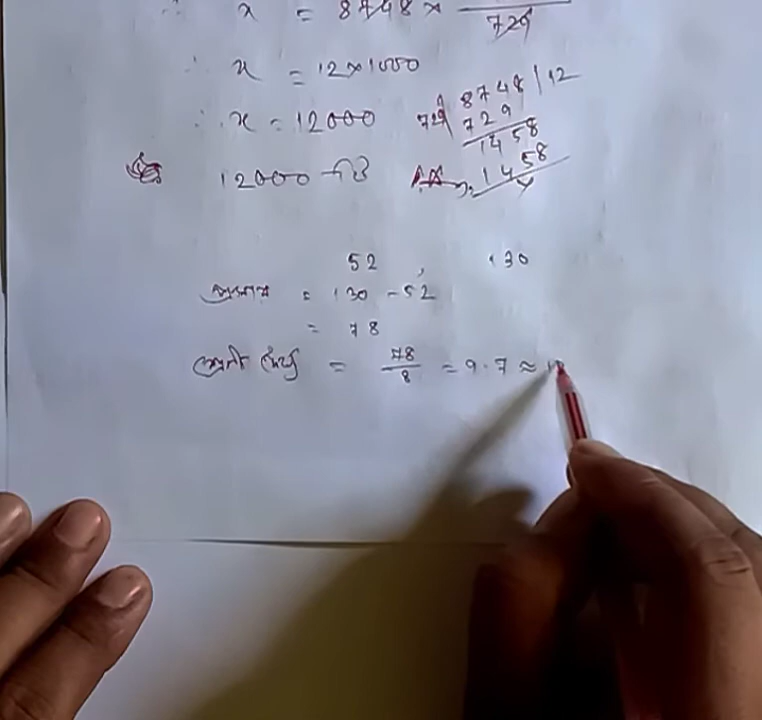 ∴ x = 8748 × ‾729
∴ x = 12×1000
∴ x = 12000
729) 8748 | 12
729
1458
1458
×
12000
52, 130
= 130 - 52
= 78
= 78/8 = 9.7 ≈